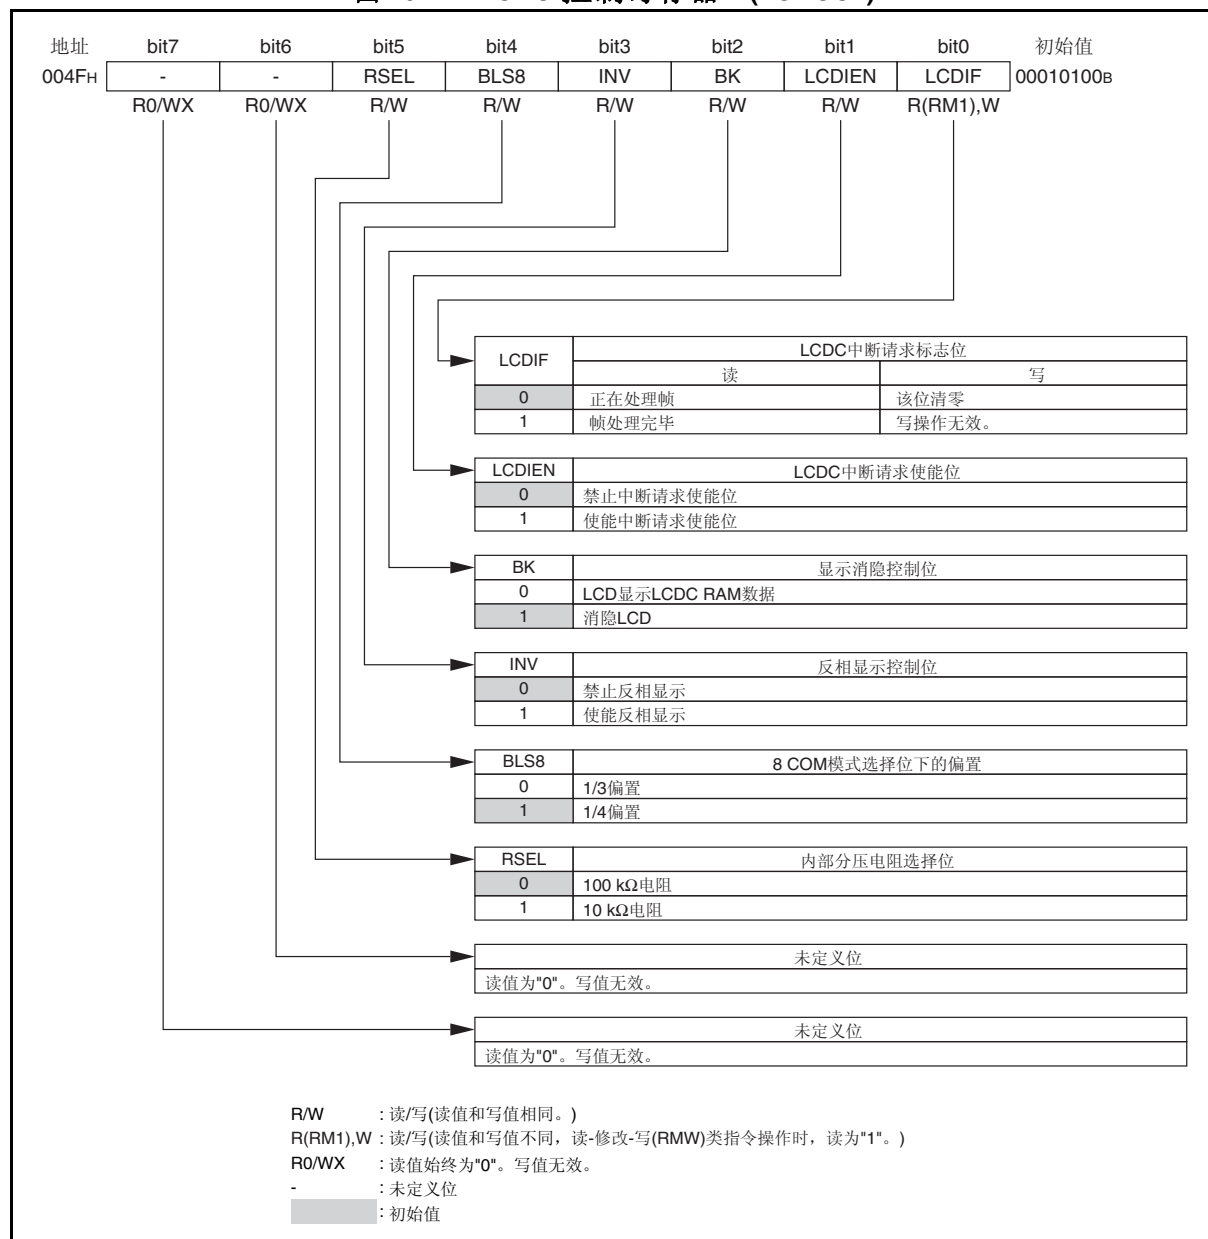 地址 bit7 bit6 bit5 bit4 bit3 bit2 bit1 bit0 初始值
004FH - - RSEL BLS8 INV BK LCDIEN LCDIF 00010100B
R0/WX R0/WX R/W R/W R/W R/W R/W R(RM1),W
LCDIF LCDC中断请求标志位
读 写
0 正在处理帧 该位清零
1 帧处理完毕 写操作无效。
LCDIEN LCDC中断请求使能位
0 禁止中断请求使能位
1 使能中断请求使能位
BK 显示消隐控制位
0 LCD显示LCDC RAM数据
1 消隐LCD
INV 反相显示控制位
0 禁止反相显示
1 使能反相显示
BLS8 8 COM模式选择位下的偏置
0 1/3偏置
1 1/4偏置
RSEL 内部分压电阻选择位
0 100 kΩ电阻
1 10 kΩ电阻
未定义位
读值为"0"。写值无效。
未定义位
读值为"0"。写值无效。
R/W : 读/写(读值和写值相同。)
R(RM1),W : 读/写(读值和写值不同，读-修改-写(RMW)类指令操作时，读为"1"。)
R0/WX : 读值始终为"0"。写值无效。
- : 未定义位
: 初始值